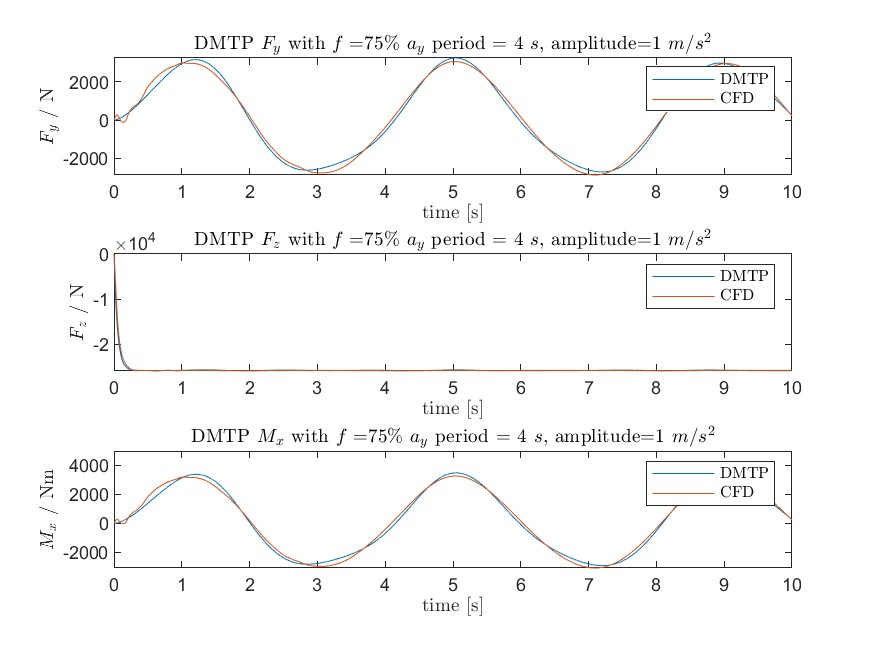 DMTP F_y with f =75% a_y period = 4 s, amplitude=1 m/s^2
2000
0
-2000
F_y / N
DMTP
CFD
0 1 2 3 4 5 6 7 8 9 10
time [s]
DMTP F_z with f =75% a_y period = 4 s, amplitude=1 m/s^2
×10^4
0
-1
-2
F_z / N
DMTP
CFD
0 1 2 3 4 5 6 7 8 9 10
time [s]
DMTP M_x with f =75% a_y period = 4 s, amplitude=1 m/s^2
4000
2000
0
-2000
M_x / Nm
DMTP
CFD
0 1 2 3 4 5 6 7 8 9 10
time [s]